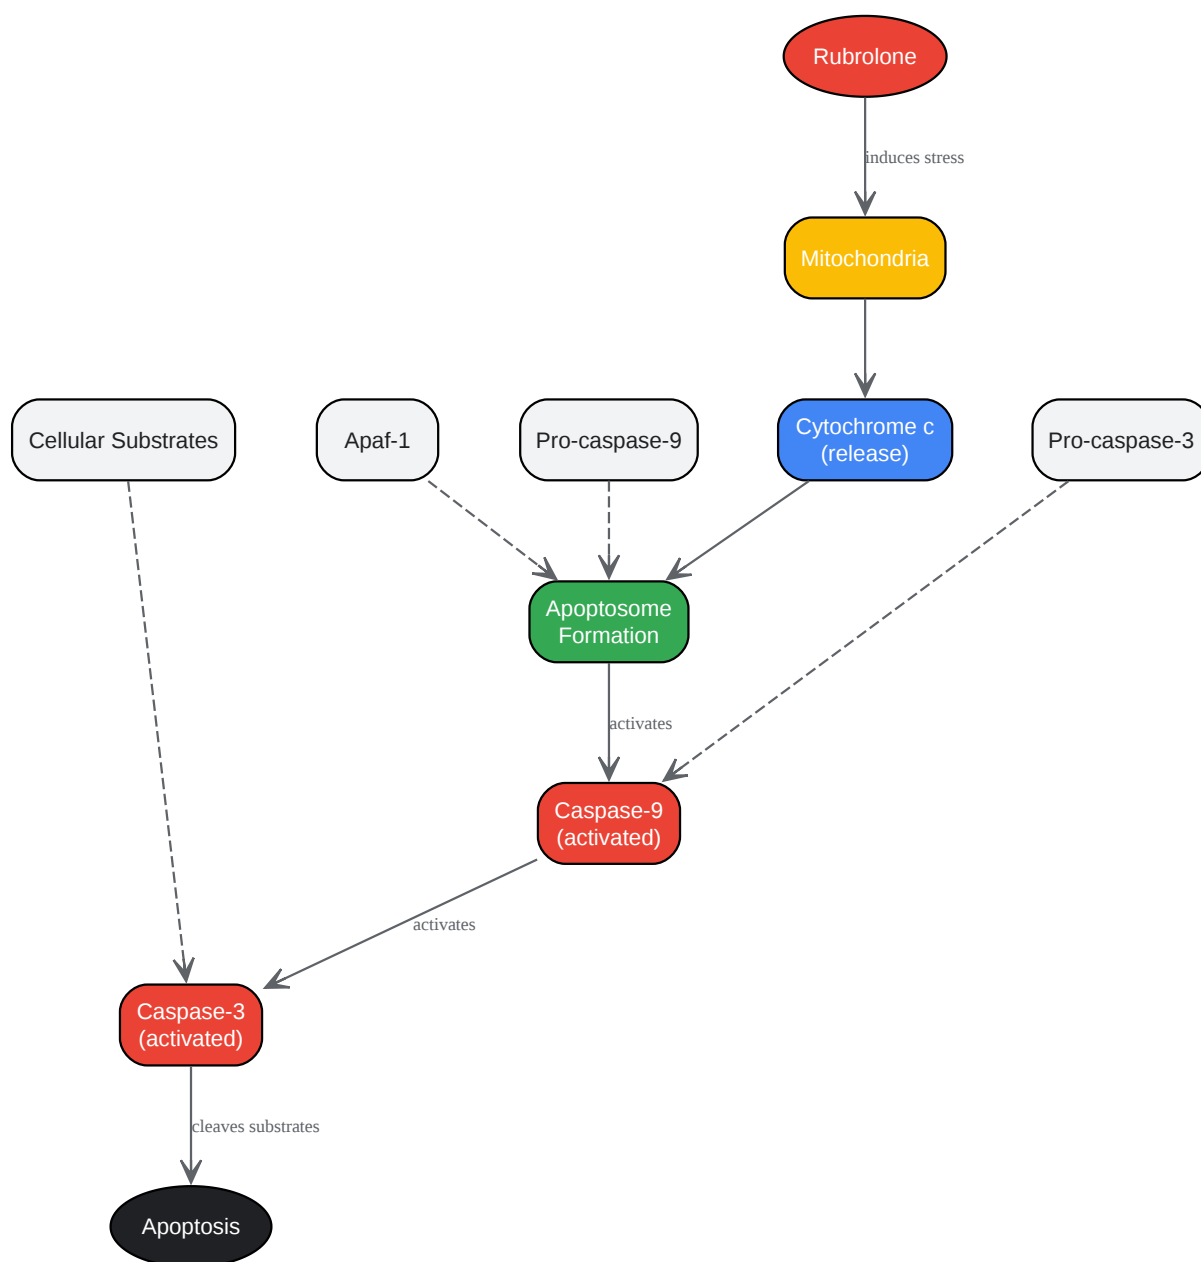 Rubrolone
induces stress
Mitochondria
Cellular Substrates
Apaf-1
Pro-caspase-9
Cytochrome c
(release)
Pro-caspase-3
Apoptosome
Formation
activates
Caspase-9
(activated)
activates
Caspase-3
(activated)
cleaves substrates
Apoptosis